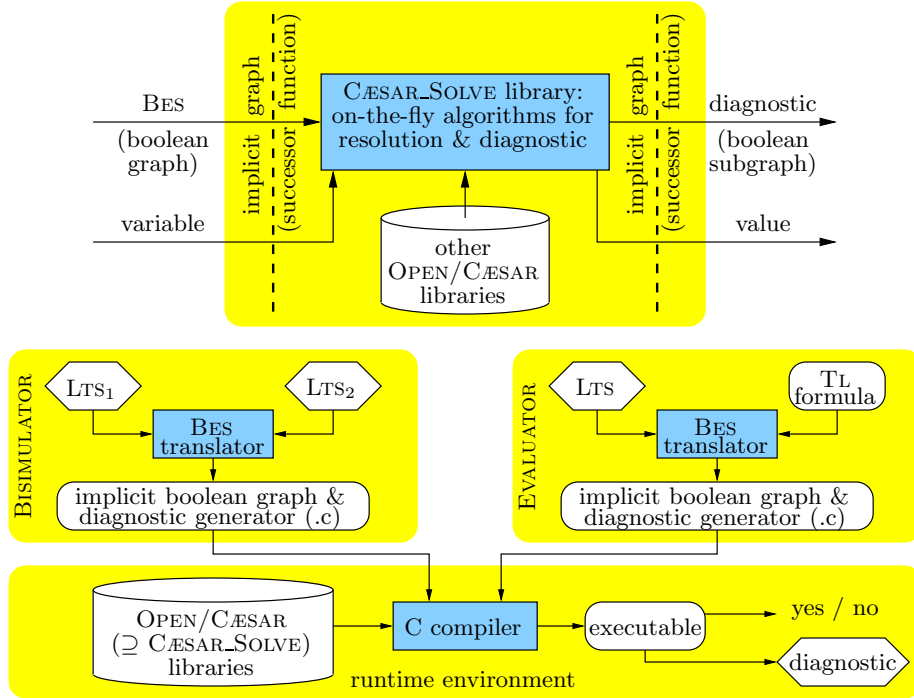 implicit graph
(successor function)
CÆSAR_SOLVE library:
on-the-fly algorithms for
resolution & diagnostic
implicit graph
(successor function)
BES
(boolean
graph)
diagnostic
(boolean
subgraph)
variable
value
other
OPEN/CÆSAR
libraries
BISIMULATOR
LTS1
LTS2
BES
translator
implicit boolean graph &
diagnostic generator (.c)
EVALUATOR
LTS
TL
formula
BES
translator
implicit boolean graph &
diagnostic generator (.c)
OPEN/CÆSAR
(⊇ CÆSAR_SOLVE)
libraries
C compiler
executable
yes / no
diagnostic
runtime environment